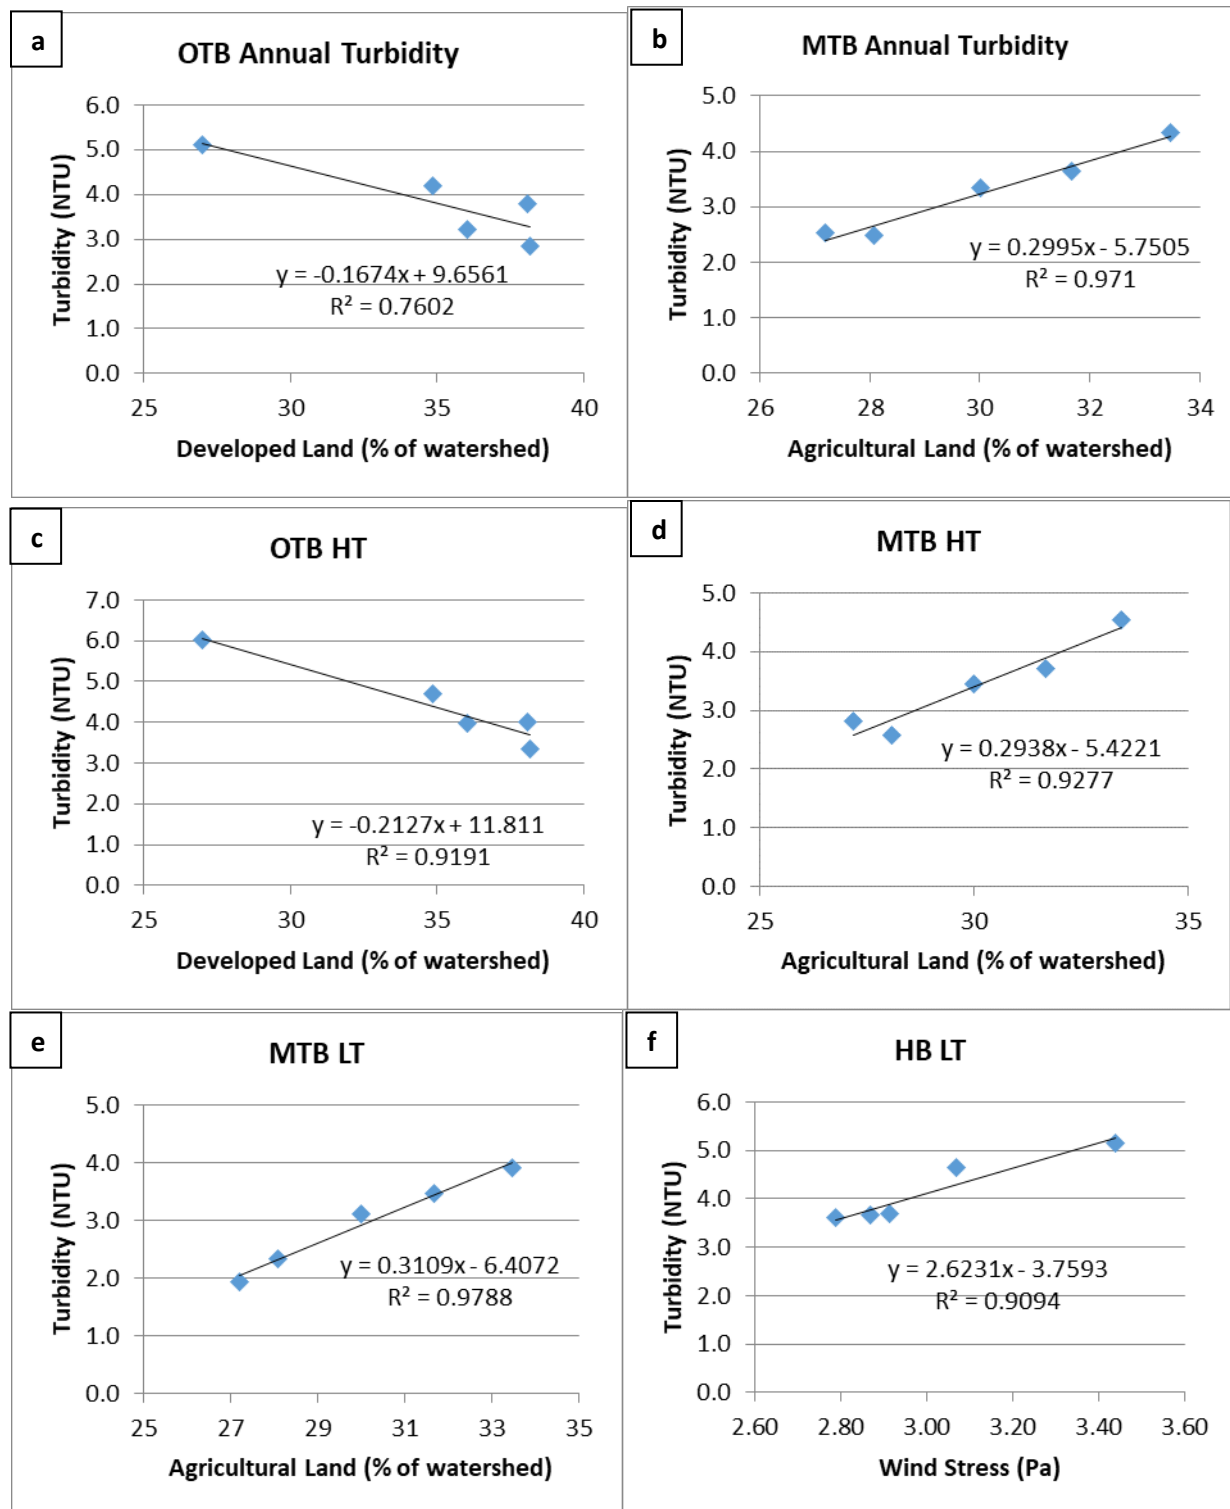 a
OTB Annual Turbidity
Turbidity (NTU)
6.0
5.0
4.0
3.0
2.0
1.0
0.0
y = -0.1674x + 9.6561
R² = 0.7602
25 30 35 40
Developed Land (% of watershed)
b
MTB Annual Turbidity
Turbidity (NTU)
5.0
4.0
3.0
2.0
1.0
0.0
y = 0.2995x - 5.7505
R² = 0.971
26 28 30 32 34
Agricultural Land (% of watershed)
c
OTB HT
Turbidity (NTU)
7.0
6.0
5.0
4.0
3.0
2.0
1.0
0.0
y = -0.2127x + 11.811
R² = 0.9191
25 30 35 40
Developed Land (% of watershed)
d
MTB HT
Turbidity (NTU)
5.0
4.0
3.0
2.0
1.0
0.0
y = 0.2938x - 5.4221
R² = 0.9277
25 30 35
Agricultural Land (% of watershed)
e
MTB LT
Turbidity (NTU)
5.0
4.0
3.0
2.0
1.0
0.0
y = 0.3109x - 6.4072
R² = 0.9788
25 27 29 31 33 35
Agricultural Land (% of watershed)
f
HB LT
Turbidity (NTU)
6.0
5.0
4.0
3.0
2.0
1.0
0.0
y = 2.6231x - 3.7593
R² = 0.9094
2.60 2.80 3.00 3.20 3.40 3.60
Wind Stress (Pa)